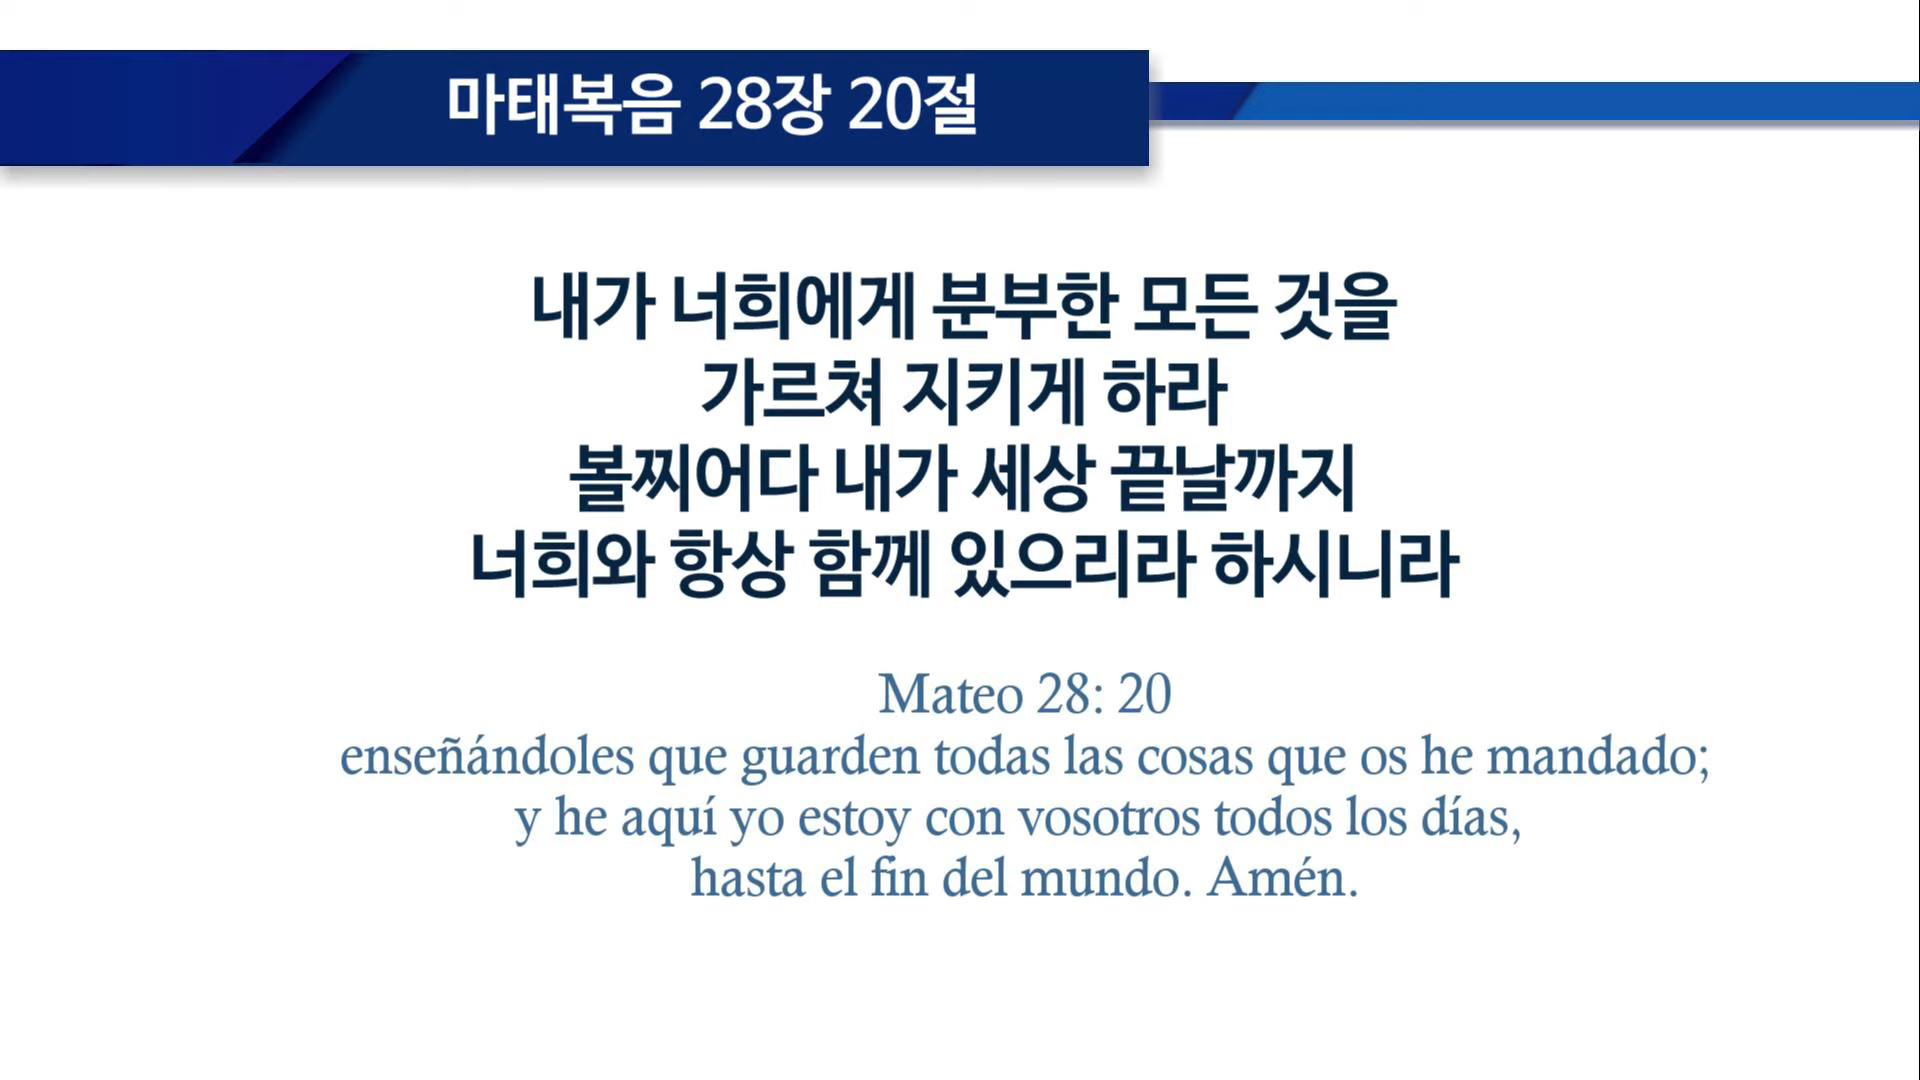 마태복음 28장 20절
내가 너희에게 분부한 모든 것을
가르쳐 지키게 하라
볼찌어다 내가 세상 끝날까지
너희와 항상 함께 있으리라 하시니라
Mateo 28: 20
enseñándoles que guarden todas las cosas que os he mandado;
y he aquí yo estoy con vosotros todos los días,
hasta el fin del mundo. Amén.